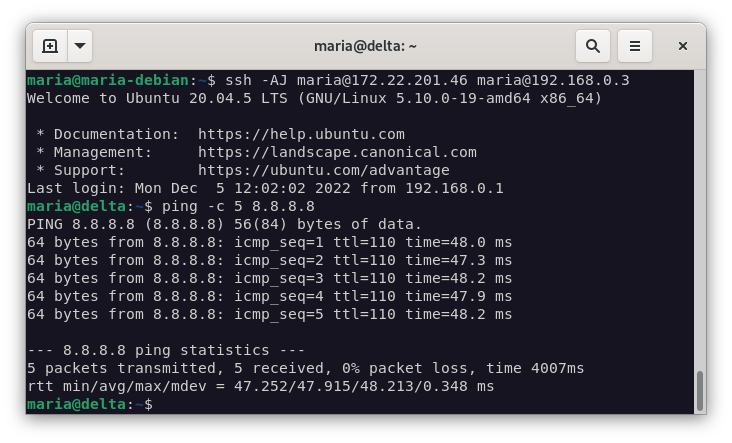 maria@delta: ~
maria@maria-debian:~$ ssh -AJ maria@172.22.201.46 maria@192.168.0.3
Welcome to Ubuntu 20.04.5 LTS (GNU/Linux 5.10.0-19-amd64 x86_64)

 * Documentation:  https://help.ubuntu.com
 * Management:     https://landscape.canonical.com
 * Support:        https://ubuntu.com/advantage
Last login: Mon Dec  5 12:02:02 2022 from 192.168.0.1
maria@delta:~$ ping -c 5 8.8.8.8
PING 8.8.8.8 (8.8.8.8) 56(84) bytes of data.
64 bytes from 8.8.8.8: icmp_seq=1 ttl=110 time=48.0 ms
64 bytes from 8.8.8.8: icmp_seq=2 ttl=110 time=47.3 ms
64 bytes from 8.8.8.8: icmp_seq=3 ttl=110 time=48.2 ms
64 bytes from 8.8.8.8: icmp_seq=4 ttl=110 time=47.9 ms
64 bytes from 8.8.8.8: icmp_seq=5 ttl=110 time=48.2 ms

--- 8.8.8.8 ping statistics ---
5 packets transmitted, 5 received, 0% packet loss, time 4007ms
rtt min/avg/max/mdev = 47.252/47.915/48.213/0.348 ms
maria@delta:~$